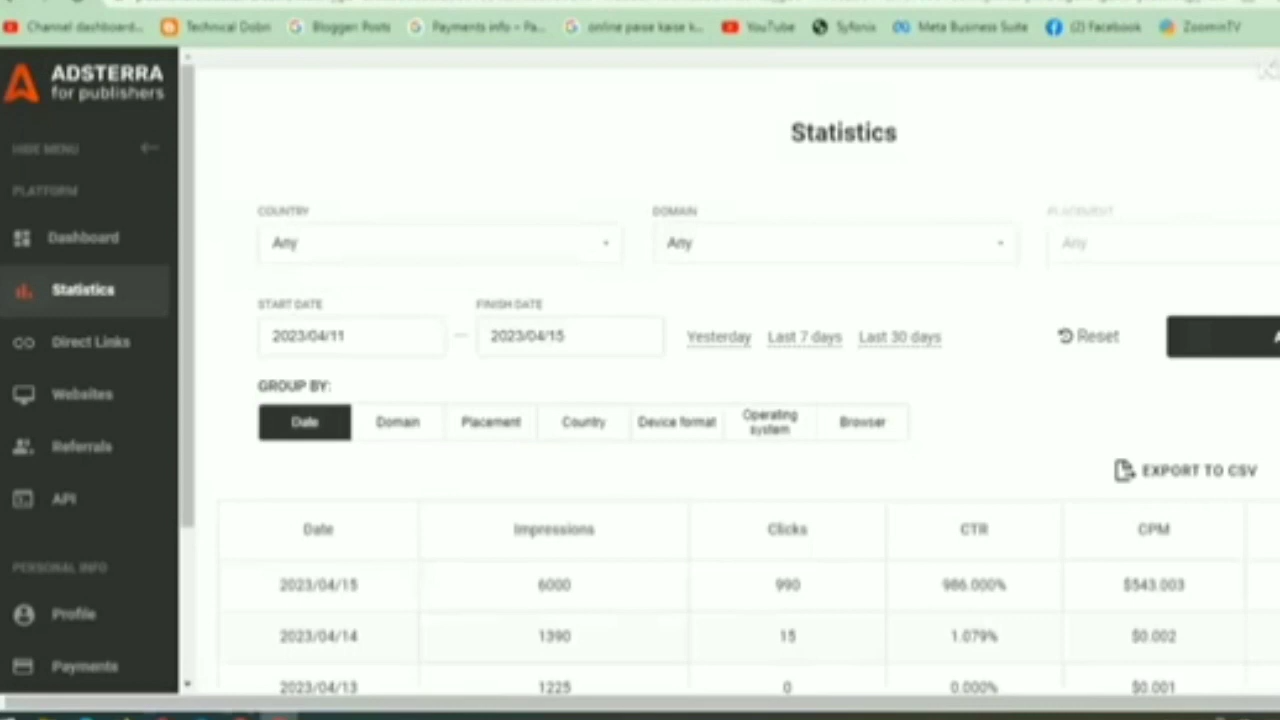 Channel dashboard... Technical Dobri Blogger: Posts Payments info – Pa... online paise kaise k... YouTube Syfonix Meta Business Suite (2) Facebook ZoominTV
ADSTERRA
for publishers
HIDE MENU
PLATFORM
Dashboard
Statistics
Direct Links
Websites
Referrals
API
PERSONAL INFO
Profile
Payments
Statistics
COUNTRY DOMAIN PLACEMENT
Any Any Any
START DATE FINISH DATE
2023/04/11 — 2023/04/15 Yesterday Last 7 days Last 30 days Reset
GROUP BY:
Date Domain Placement Country Device format Operating system Browser
EXPORT TO CSV
Date Impressions Clicks CTR CPM
2023/04/15 6000 990 986.000% $543.003
2023/04/14 1390 15 1.079% $0.002
2023/04/13 1225 0 0.000% $0.001